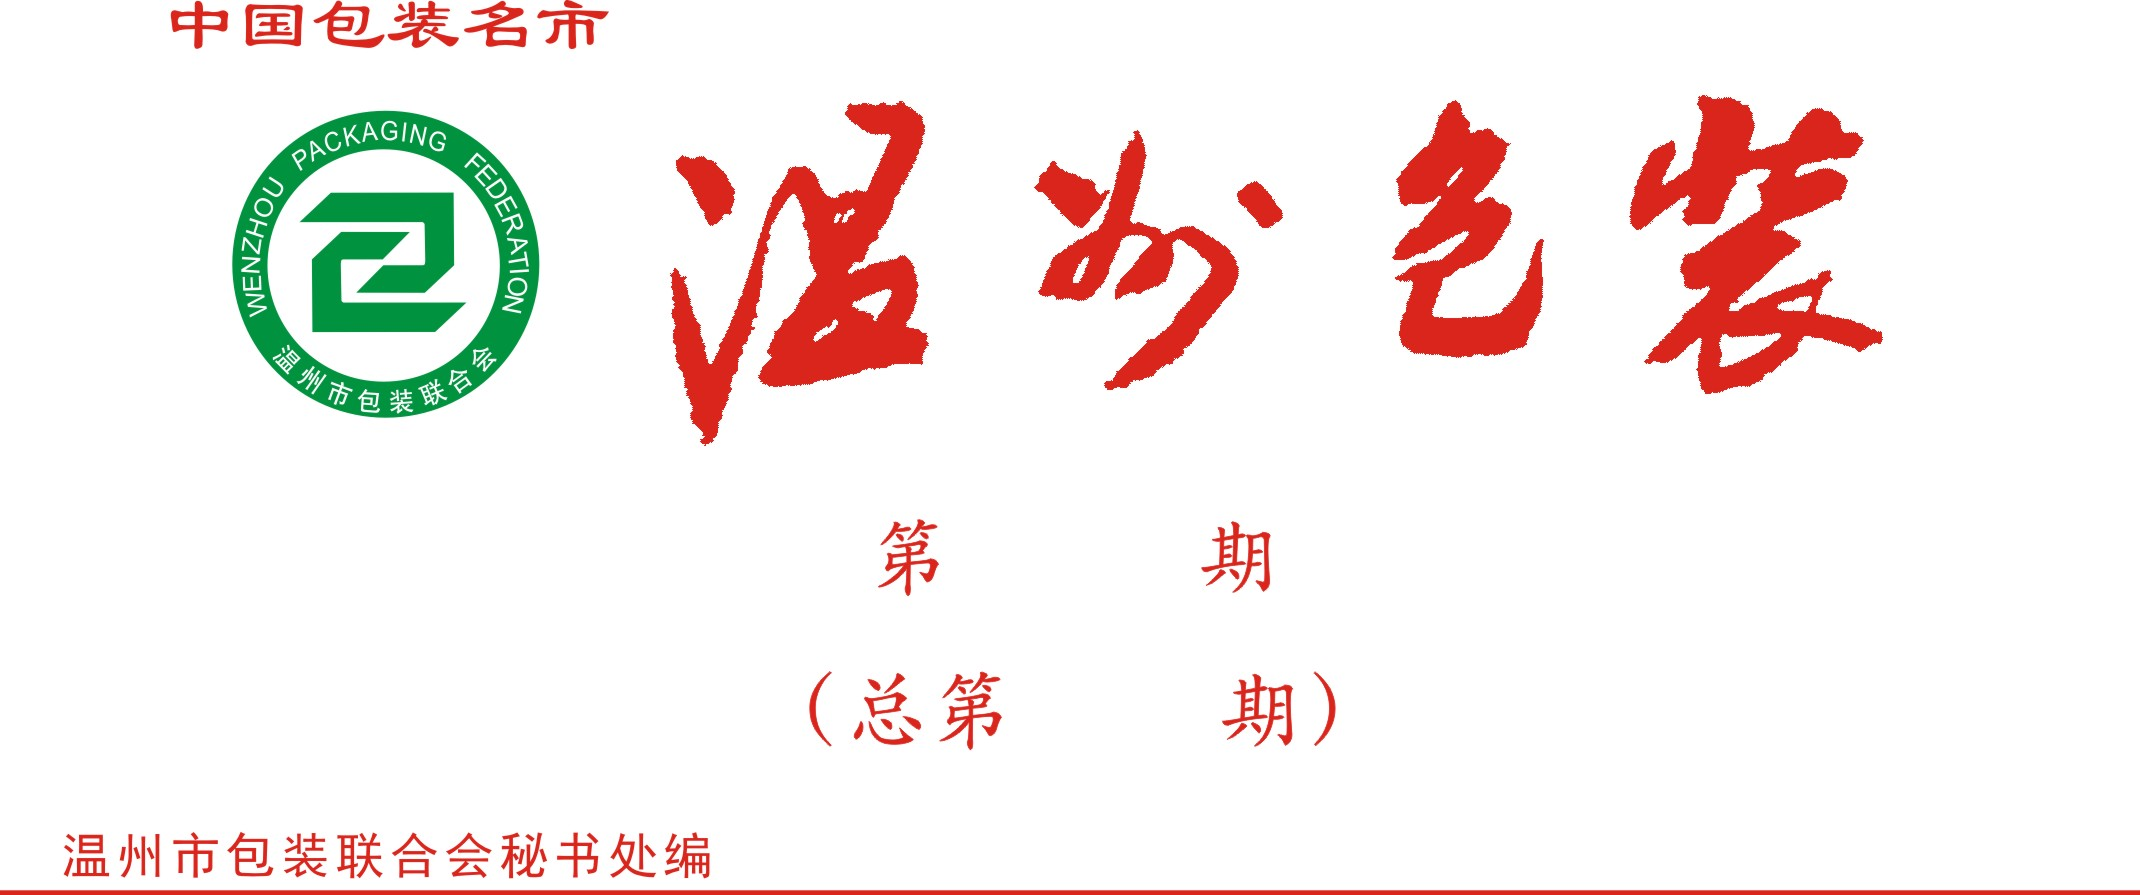 中国包装名市
WENZHOU PACKAGING FEDERATION
温州市包装联合会
温州包装
第 期
（总第 期）
温州市包装联合会秘书处编